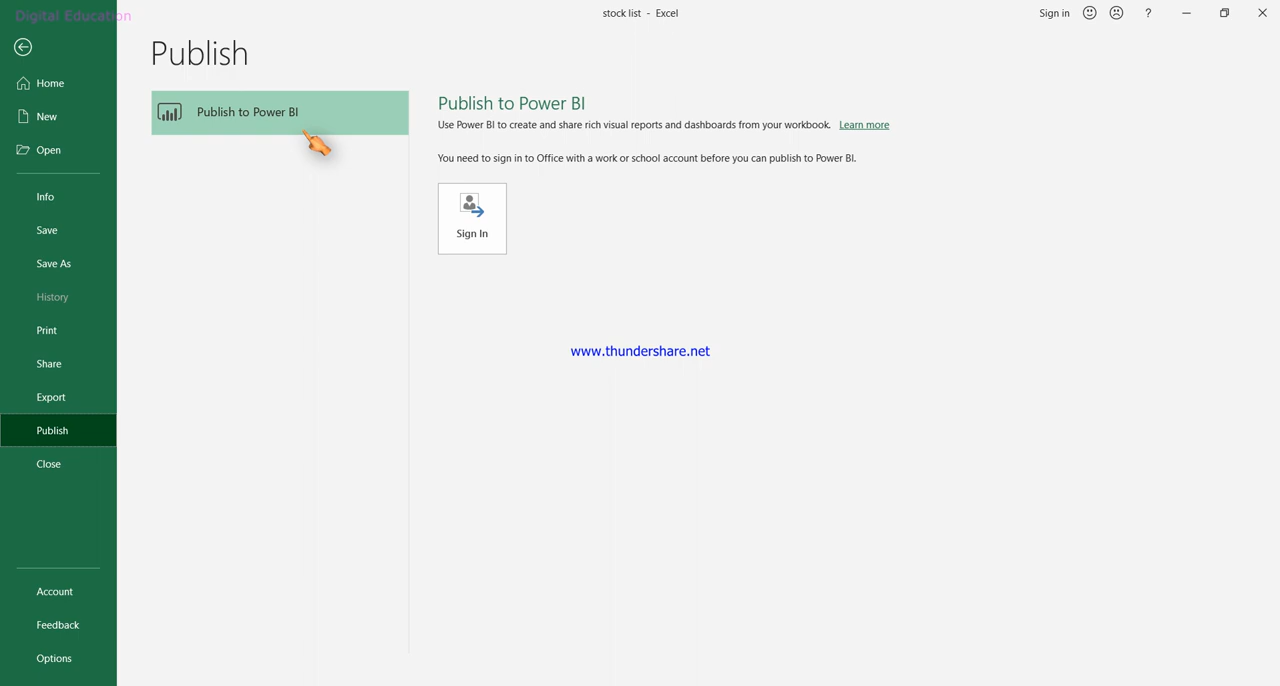 Digital Education
stock list - Excel
Sign in
?
Publish
Home
New
Open
Info
Save
Save As
History
Print
Share
Export
Publish
Close
Account
Feedback
Options
Publish to Power BI
Publish to Power BI
Use Power BI to create and share rich visual reports and dashboards from your workbook. Learn more
You need to sign in to Office with a work or school account before you can publish to Power BI.
Sign In
www.thundershare.net